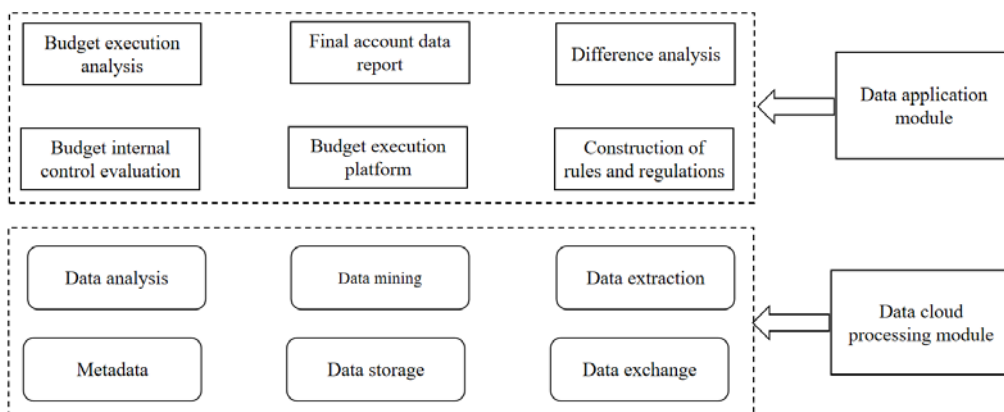 Budget execution
analysis
Final account data
report
Difference analysis
Data application
module
Budget internal
control evaluation
Budget execution
platform
Construction of
rules and regulations
Data analysis
Data mining
Data extraction
Data cloud
processing module
Metadata
Data storage
Data exchange